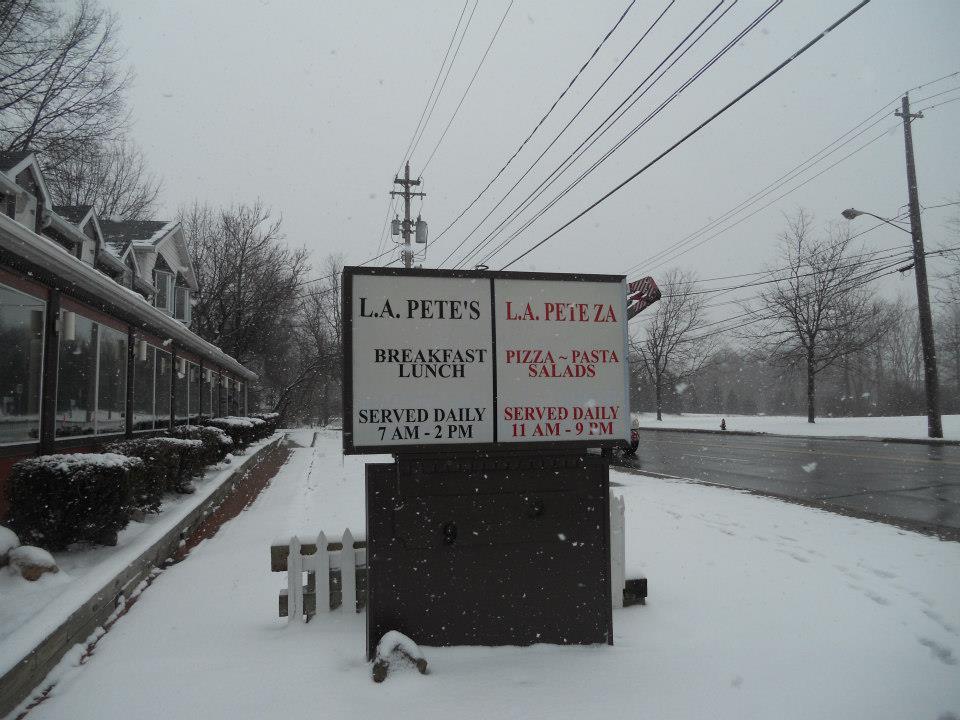 L.A. PETE'S
BREAKFAST
LUNCH
SERVED DAILY
7 AM - 2 PM
L.A. PETE ZA
PIZZA ~ PASTA
SALADS
SERVED DAILY
11 AM - 9 PM